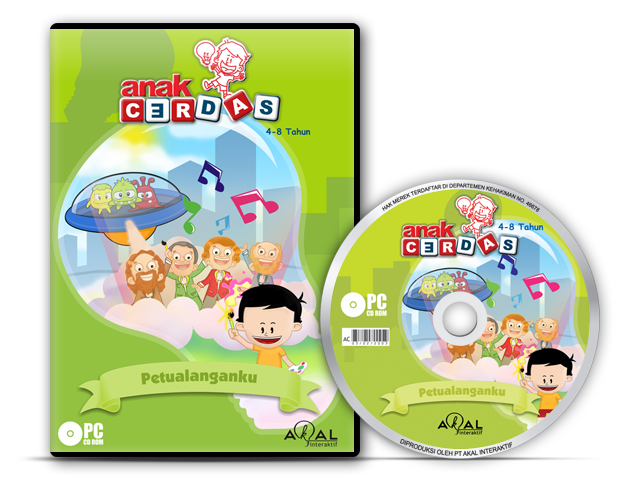 anak
CERDAS
4-8 Tahun
Petualanganku
PC
CD ROM
AKAL
interaktif
HAK MEREK TERDAFTAR DI DEPARTEMEN KEHAKIMAN NO.
anak
CERDAS
4-8 Tahun
PC
CD ROM
AC
Petualanganku
AKAL
interaktif
DIPRODUKSI OLEH PT AKAL INTERAKTIF